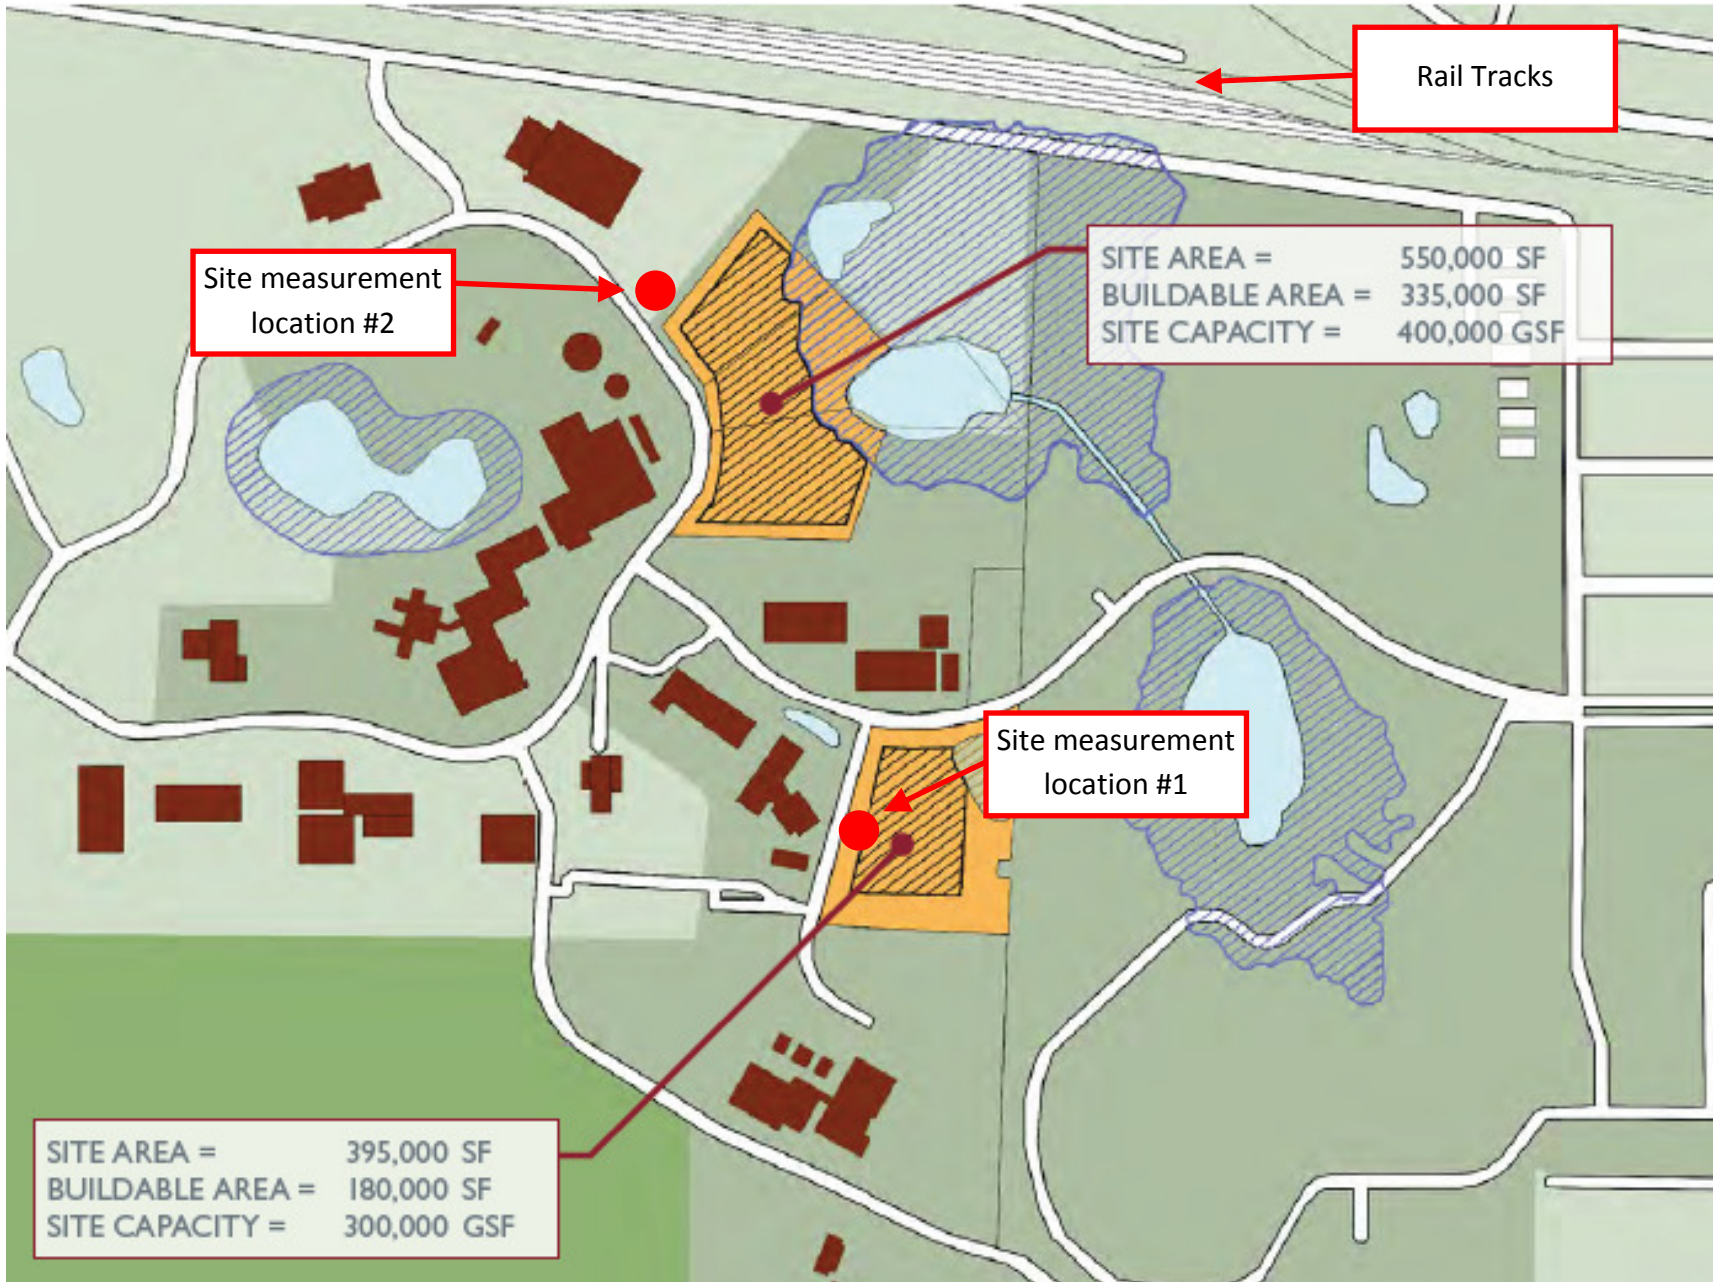 Rail Tracks
Site measurement
location #2
SITE AREA = 550,000 SF
BUILDABLE AREA = 335,000 SF
SITE CAPACITY = 400,000 GSF
Site measurement
location #1
SITE AREA = 395,000 SF
BUILDABLE AREA = 180,000 SF
SITE CAPACITY = 300,000 GSF